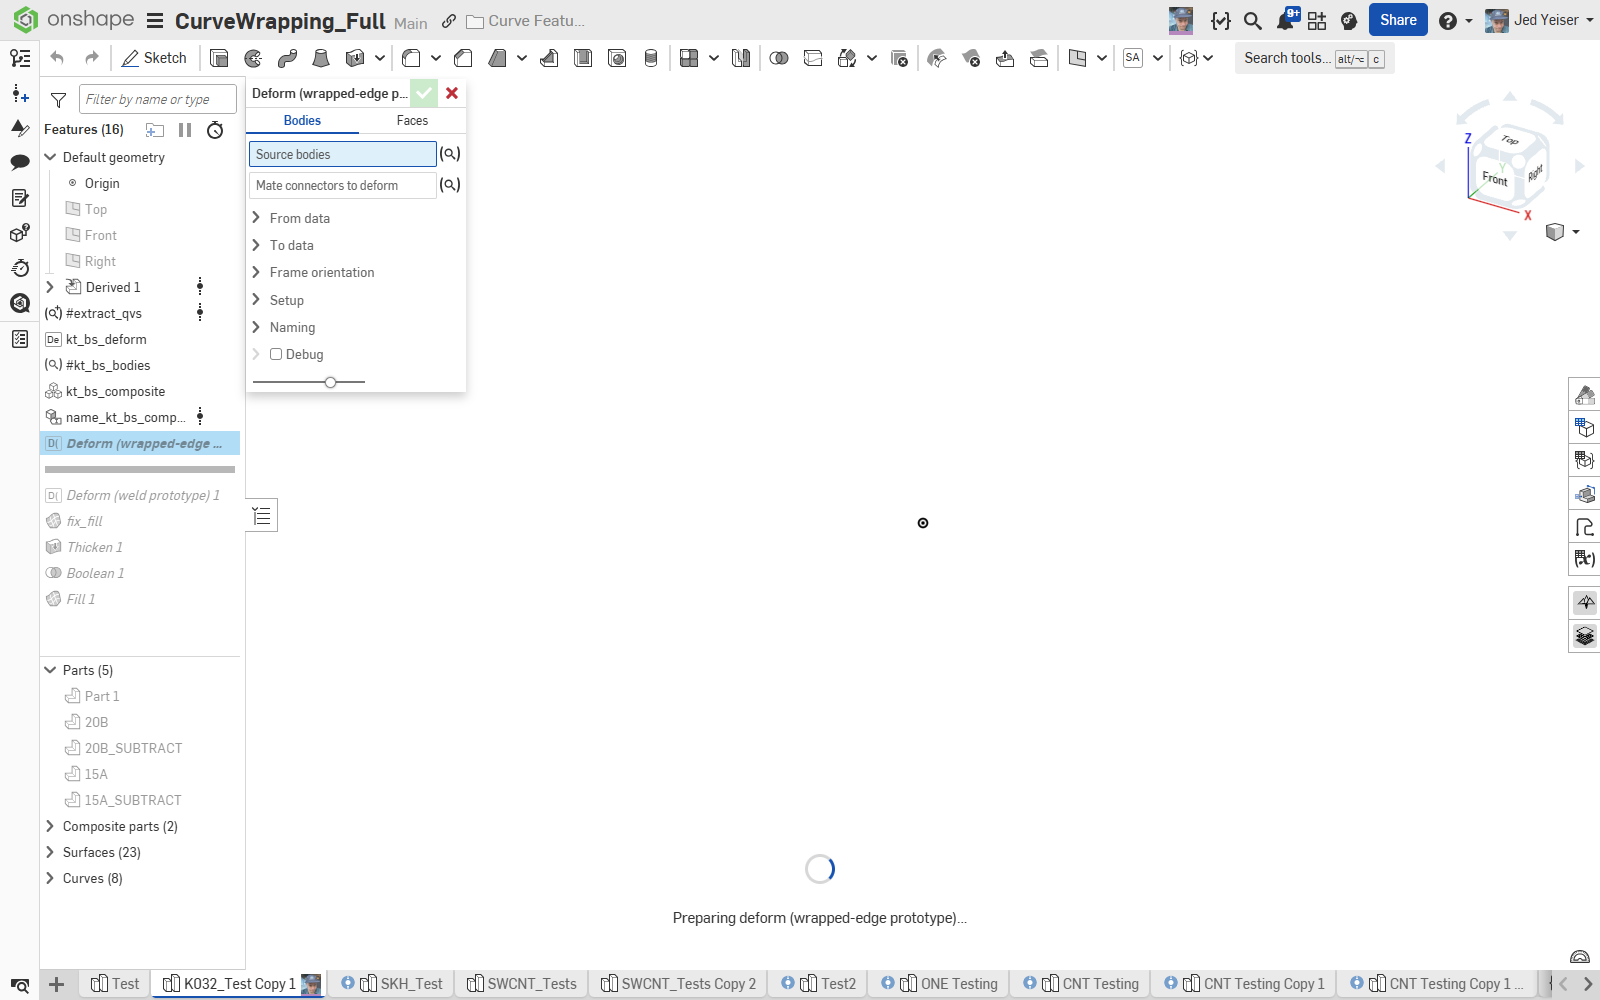 onshape CurveWrapping_Full Main Curve Featu... 9+ Share Jed Yeiser
Sketch SA Search tools... alt/⌥ c
Filter by name or type
Features (16)
Default geometry
Origin
Top
Front
Right
Derived 1
#extract_qvs
kt_bs_deform
#kt_bs_bodies
kt_bs_composite
name_kt_bs_comp...
Deform (wrapped-edge ...
Deform (weld prototype) 1
fix_fill
Thicken 1
Boolean 1
Fill 1
Parts (5)
Part 1
20B
20B_SUBTRACT
15A
15A_SUBTRACT
Composite parts (2)
Surfaces (23)
Curves (8)
Deform (wrapped-edge p...
Bodies Faces
Source bodies
Mate connectors to deform
From data
To data
Frame orientation
Setup
Naming
Debug
Z
Top
Y
Front Right
X
Preparing deform (wrapped-edge prototype)...
Test K032_Test Copy 1 SKH_Test SWCNT_Tests SWCNT_Tests Copy 2 Test2 ONE Testing CNT Testing CNT Testing Copy 1 CNT Testing Copy 1 ...